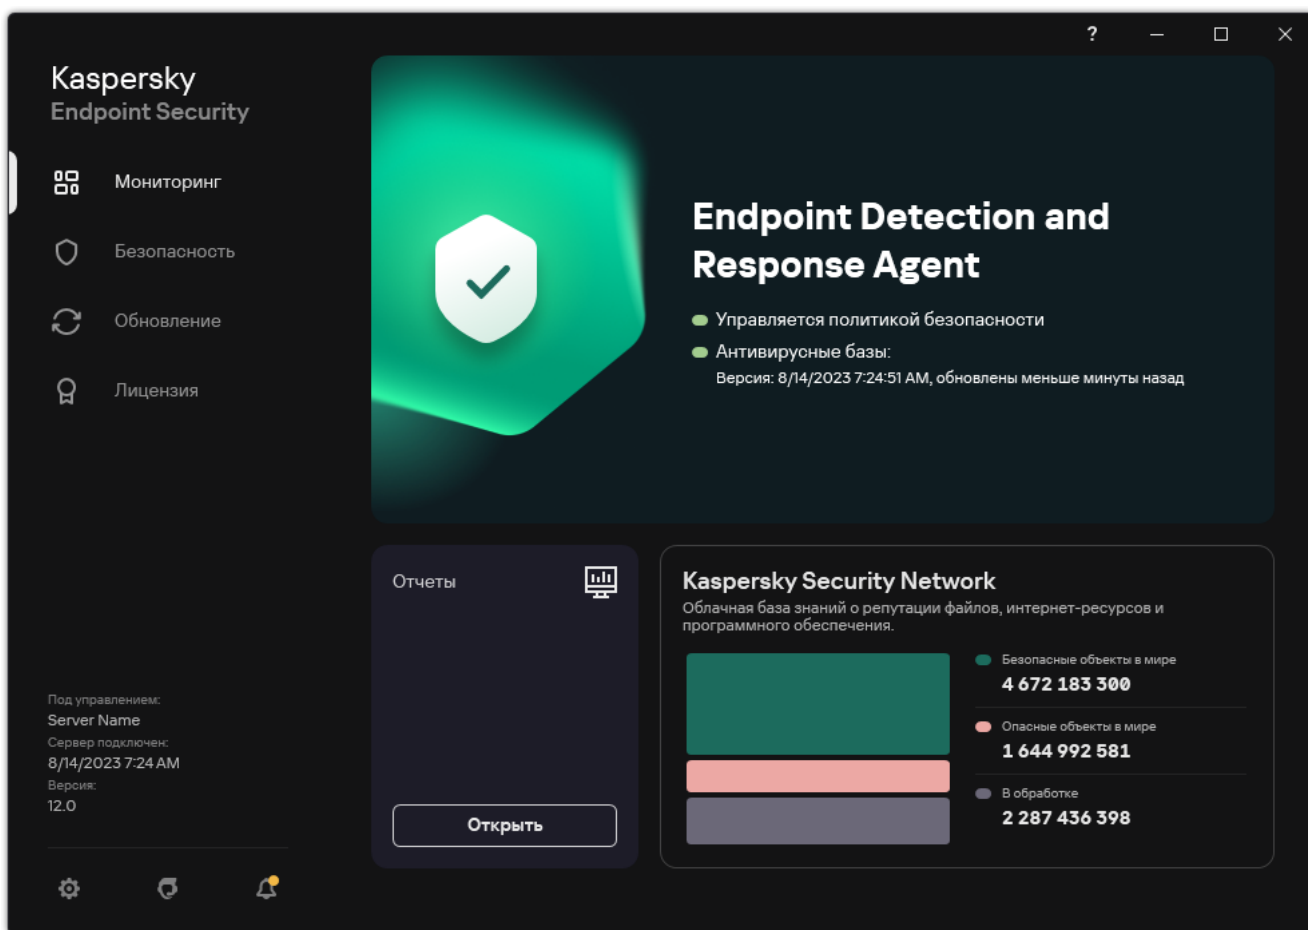 ?
Kaspersky
Endpoint Security
Мониторинг
Безопасность
Обновление
Лицензия
Endpoint Detection and
Response Agent
Управляется политикой безопасности
Антивирусные базы:
Версия: 8/14/2023 7:24:51 AM, обновлены меньше минуты назад
Отчеты
Открыть
Kaspersky Security Network
Облачная база знаний о репутации файлов, интернет-ресурсов и
программного обеспечения.
Безопасные объекты в мире
4 672 183 300
Опасные объекты в мире
1 644 992 581
В обработке
2 287 436 398
Под управлением:
Server Name
Сервер подключен:
8/14/2023 7:24 AM
Версия:
12.0